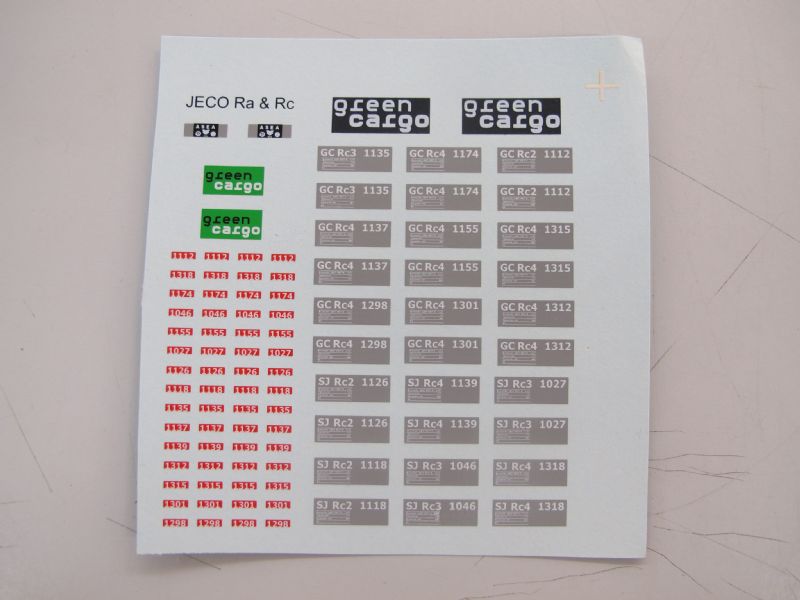 JECO Ra & Rc
ASEA ASEA
green cargo
green cargo
green cargo
green cargo
GC Rc3 1135 GC Rc4 1174 GC Rc2 1112
GC Rc3 1135 GC Rc4 1174 GC Rc2 1112
GC Rc4 1137 GC Rc4 1155 GC Rc4 1315
GC Rc4 1137 GC Rc4 1155 GC Rc4 1315
GC Rc4 1298 GC Rc4 1301 GC Rc4 1312
GC Rc4 1298 GC Rc4 1301 GC Rc4 1312
SJ Rc2 1126 SJ Rc4 1139 SJ Rc3 1027
SJ Rc2 1126 SJ Rc4 1139 SJ Rc3 1027
SJ Rc2 1118 SJ Rc3 1046 SJ Rc4 1318
SJ Rc2 1118 SJ Rc3 1046 SJ Rc4 1318
1112 1112 1112 1112
1318 1318 1318 1318
1174 1174 1174 1174
1046 1046 1046 1046
1155 1155 1155 1155
1027 1027 1027 1027
1126 1126 1126 1126
1118 1118 1118 1118
1135 1135 1135 1135
1137 1137 1137 1137
1139 1139 1139 1139
1312 1312 1312 1312
1315 1315 1315 1315
1301 1301 1301 1301
1298 1298 1298 1298